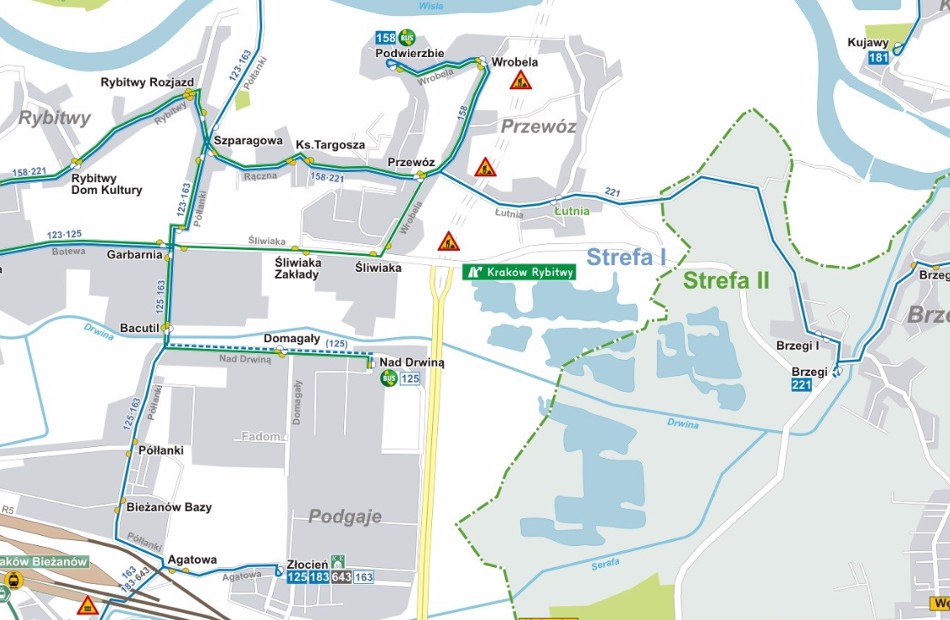 Wisła
158
BUS
Podwierzbie
Wrobela
Wrobela
Kujawy
181
123·163
Półłanki
Rybitwy Rozjazd
Rybitwy
Rybitwy
158
Przewóz
Szparagowa
Ks.Targosza
Przewóz
158·221
Rybitwy
Dom Kultury
Rączna
158·221
221
Łutnia
Łutnia
123·163
Półłanki
Wrobela
123·125
Botewa
Garbarnia
Śliwiaka
Śliwiaka
Zakłady
Śliwiaka
Strefa I
Kraków Rybitwy
Strefa II
Brzeg
Brze
125·163
Bacutil
Drwina
Domagały
(125)
Nad Drwiną
Nad Drwiną
BUS
125
Brzegi I
Brzegi
221
Półłanki
125·163
Domagały
Drwina
Fadom
Półłanki
Bieżanów Bazy
Podgaje
R5
Półłanki
raków Bieżanów
Agatowa
163
183·643
Agatowa
Złocień
125 183 643 163
Serafa
Wę